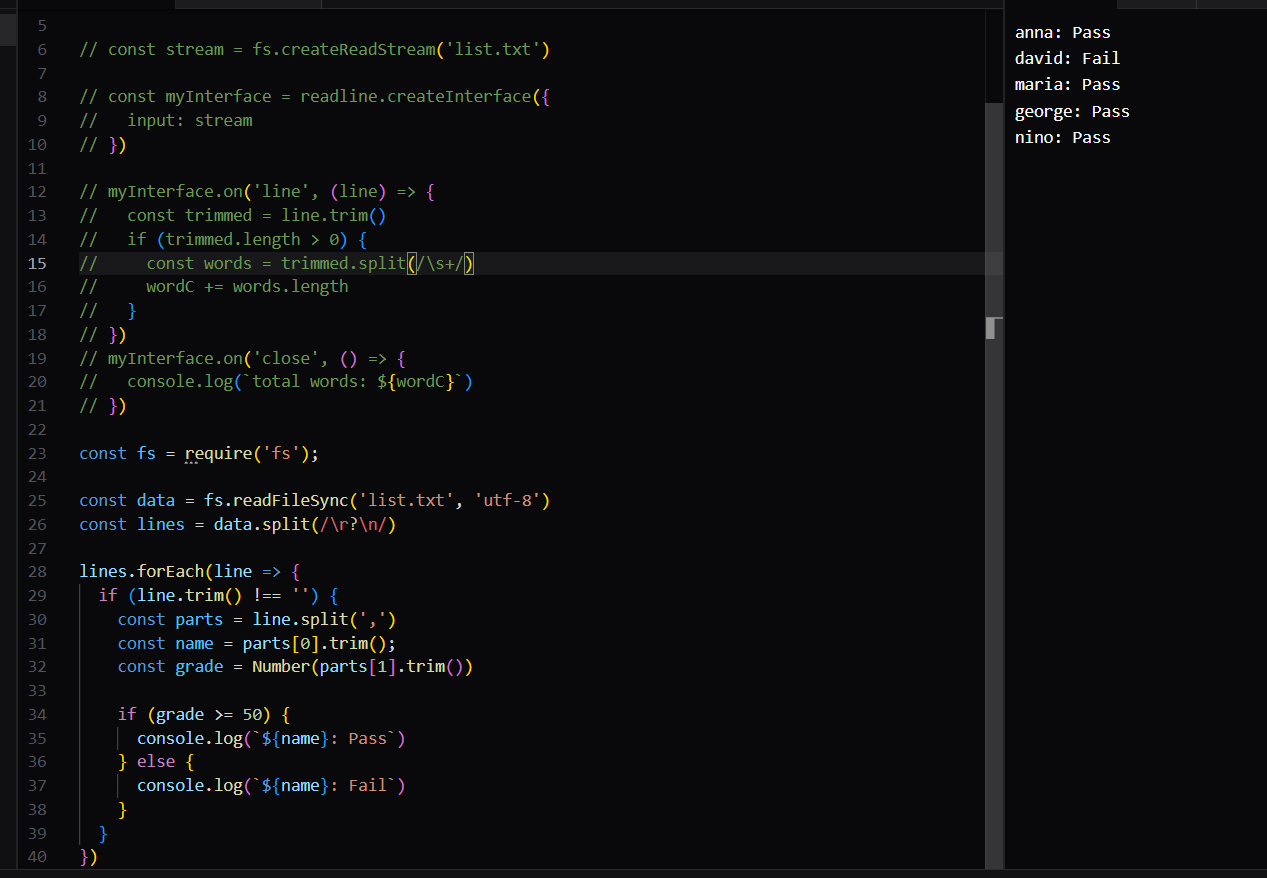 5
6 // const stream = fs.createReadStream('list.txt')
7
8 // const myInterface = readline.createInterface({
9 //   input: stream
10 // })
11
12 // myInterface.on('line', (line) => {
13 //   const trimmed = line.trim()
14 //   if (trimmed.length > 0) {
15 //     const words = trimmed.split(/\s+/)
16 //     wordC += words.length
17 //   }
18 // })
19 // myInterface.on('close', () => {
20 //   console.log(`total words: ${wordC}`)
21 // })
22
23 const fs = require('fs');
24
25 const data = fs.readFileSync('list.txt', 'utf-8')
26 const lines = data.split(/\r?\n/)
27
28 lines.forEach(line => {
29   if (line.trim() !== '') {
30     const parts = line.split(',')
31     const name = parts[0].trim();
32     const grade = Number(parts[1].trim())
33
34     if (grade >= 50) {
35       console.log(`${name}: Pass`)
36     } else {
37       console.log(`${name}: Fail`)
38     }
39   }
40 })
anna: Pass
david: Fail
maria: Pass
george: Pass
nino: Pass